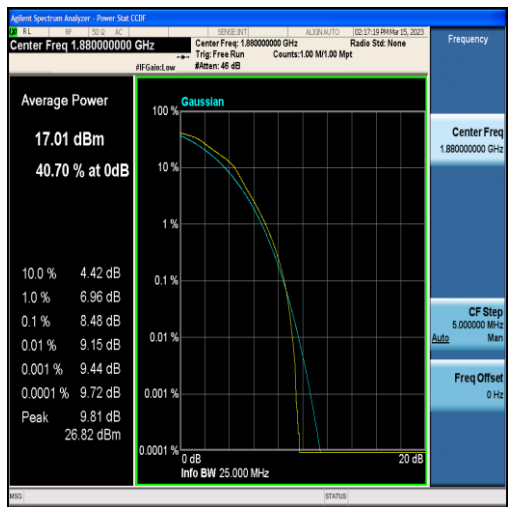 Agilent Spectrum Analyzer - Power Stat CCDF
RL RF 50 Ω AC SENSE:INT ALIGN AUTO 02:17:19 PM Mar 15, 2023
Center Freq 1.880000000 GHz
Center Freq: 1.880000000 GHz Radio Std: None
Trig: Free Run Counts:1.00 M/1.00 Mpt
#IFGain:Low #Atten: 46 dB
Frequency
Average Power
17.01 dBm
40.70 % at 0dB
10.0 % 4.42 dB
1.0 % 6.96 dB
0.1 % 8.48 dB
0.01 % 9.15 dB
0.001 % 9.44 dB
0.0001 % 9.72 dB
Peak 9.81 dB
26.82 dBm
Gaussian
100 %
10 %
1 %
0.1 %
0.01 %
0.001 %
0.0001 %
0 dB 20 dB
Info BW 25.000 MHz
Center Freq
1.880000000 GHz
CF Step
5.000000 MHz
Auto Man
Freq Offset
0 Hz
MSG STATUS